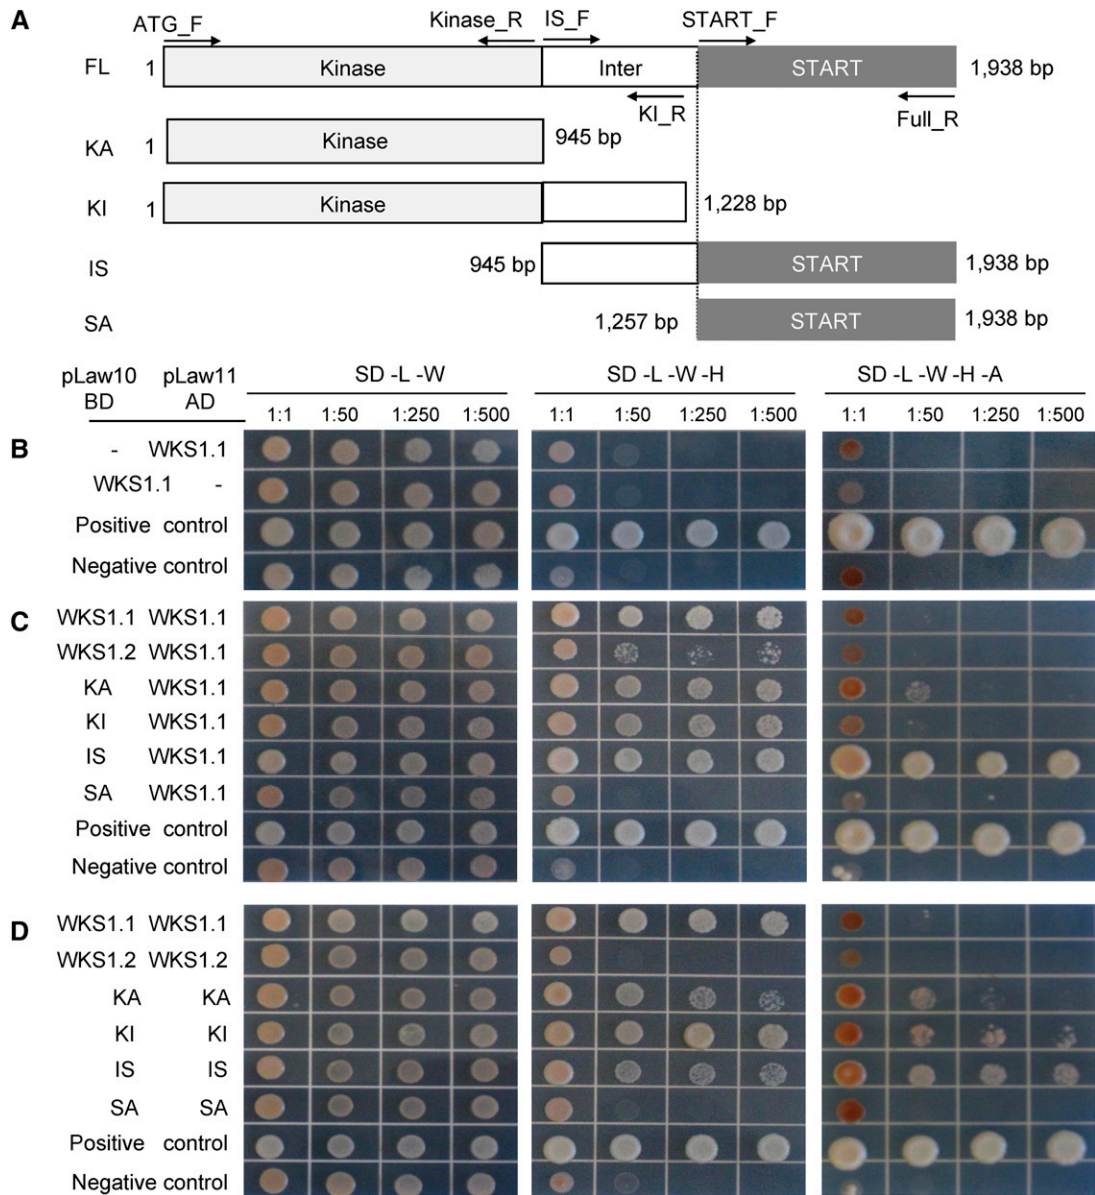 A
ATG_F Kinase_R IS_F START_F
FL 1 Kinase Inter START 1,938 bp
KI_R Full_R
KA 1 Kinase 945 bp
KI 1 Kinase 1,228 bp
IS 945 bp START 1,938 bp
SA 1,257 bp START 1,938 bp
pLaw10 pLaw11 SD -L -W SD -L -W -H SD -L -W -H -A
BD AD
1:1 1:50 1:250 1:500 1:1 1:50 1:250 1:500 1:1 1:50 1:250 1:500
B
- WKS1.1
WKS1.1 -
Positive control
Negative control
C
WKS1.1 WKS1.1
WKS1.2 WKS1.1
KA WKS1.1
KI WKS1.1
IS WKS1.1
SA WKS1.1
Positive control
Negative control
D
WKS1.1 WKS1.1
WKS1.2 WKS1.2
KA KA
KI KI
IS IS
SA SA
Positive control
Negative control